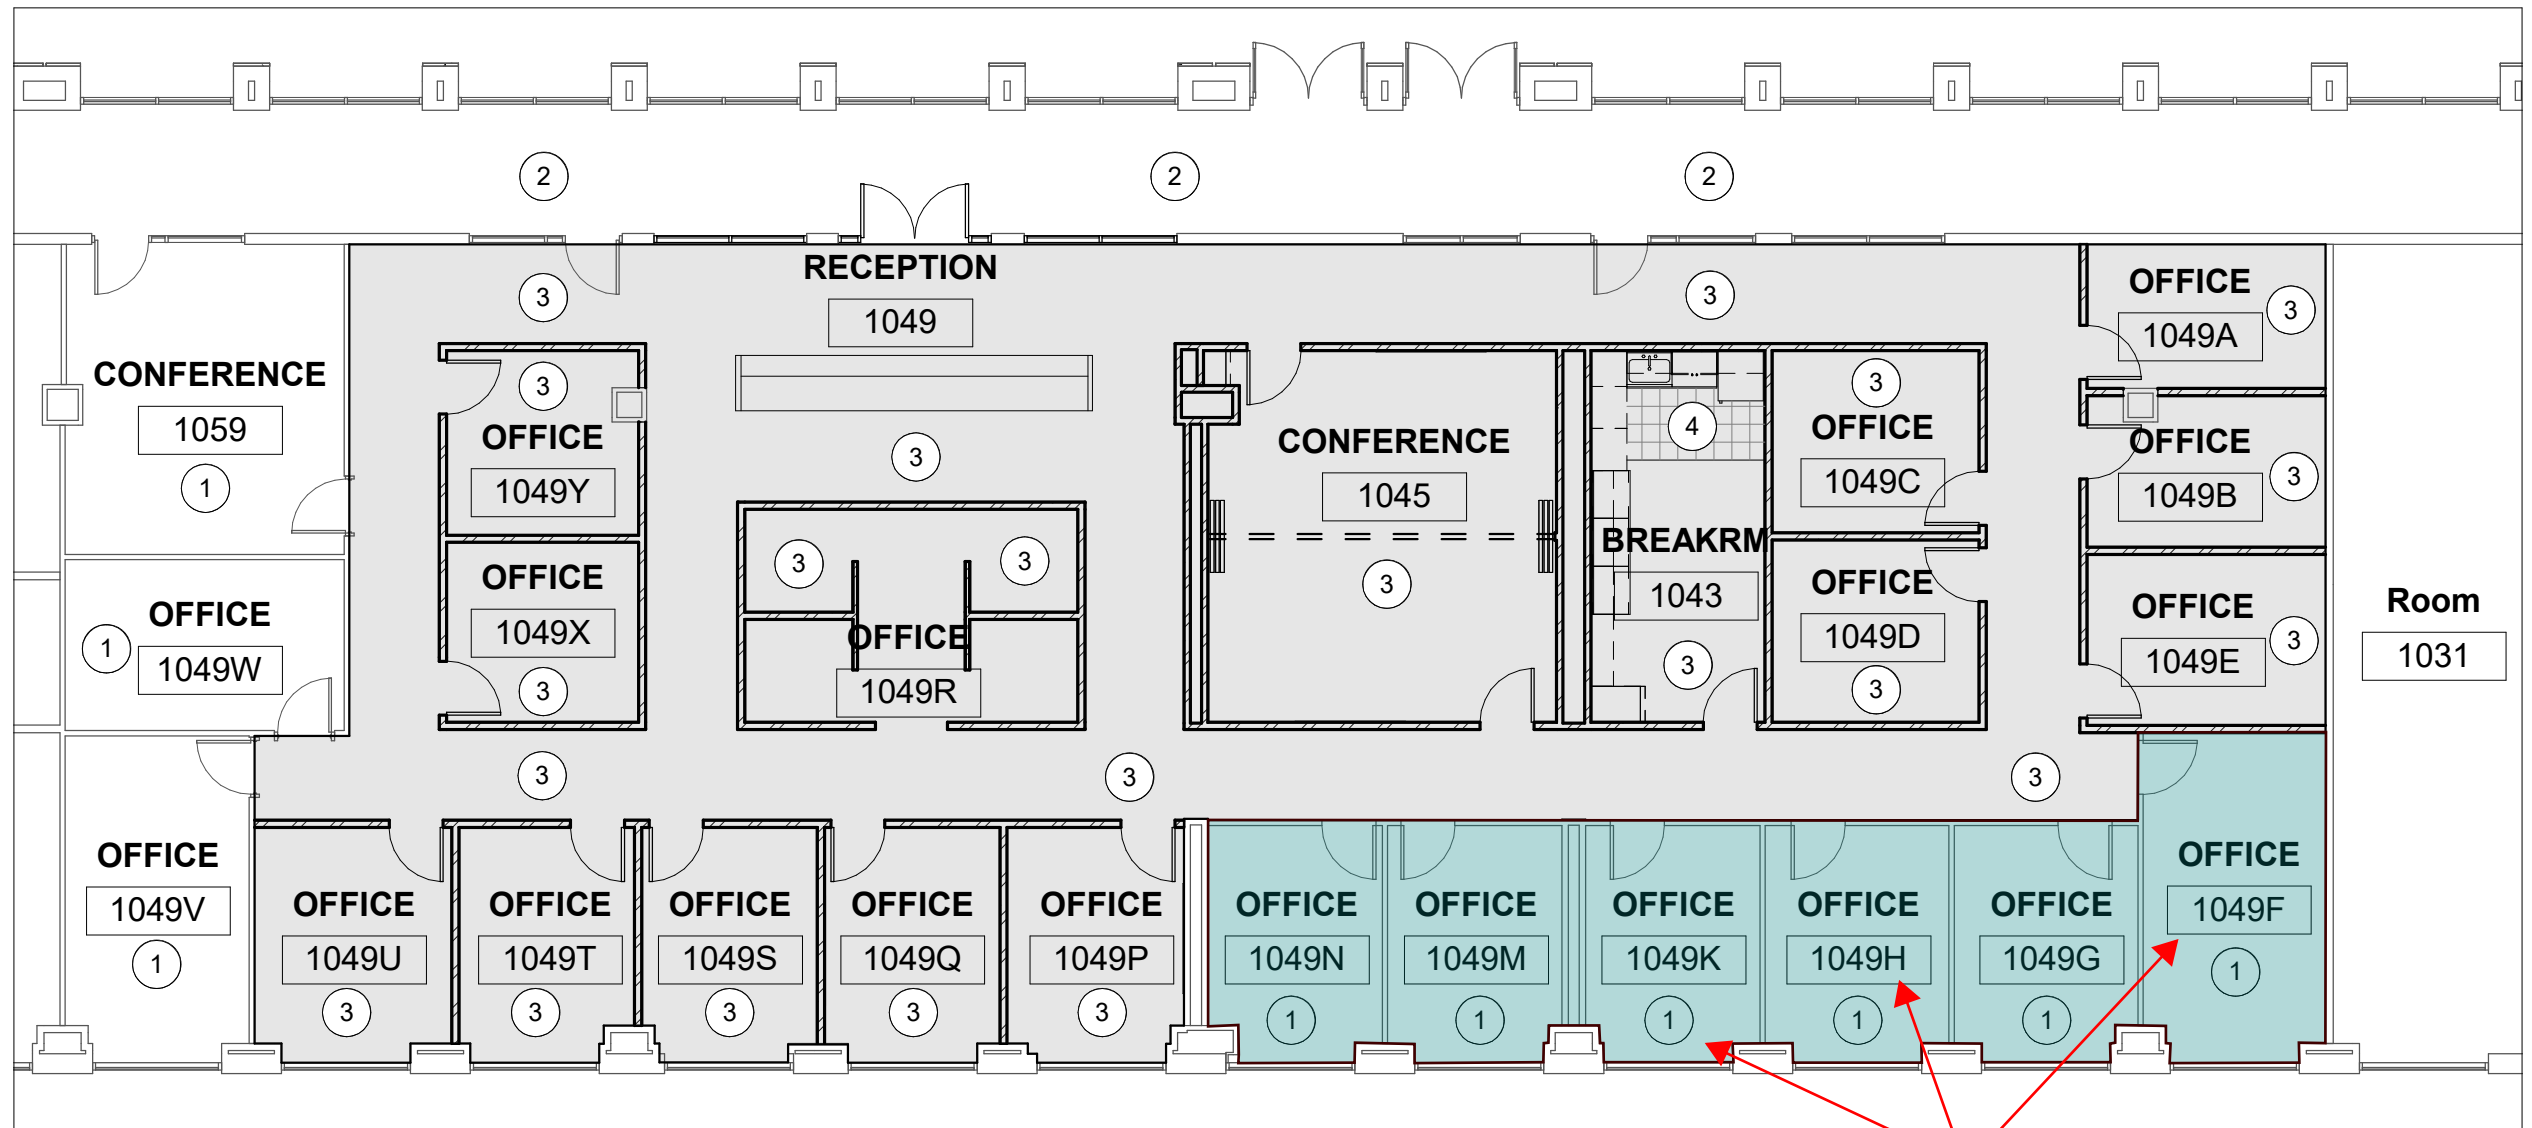 2
2
2
RECEPTION
1049
3
3
OFFICE
1049A
3
CONFERENCE
1059
1
3
OFFICE
1049Y
3
CONFERENCE
1045
3
4
BREAKRM
1043
3
3
OFFICE
1049C
OFFICE
1049B
3
OFFICE
1049W
1
OFFICE
1049X
3
3
3
OFFICE
1049R
OFFICE
1049D
3
OFFICE
1049E
3
Room
1031
3
3
3
OFFICE
1049V
1
OFFICE
1049U
3
OFFICE
1049T
3
OFFICE
1049S
3
OFFICE
1049Q
3
OFFICE
1049P
3
OFFICE
1049N
1
OFFICE
1049M
1
OFFICE
1049K
1
OFFICE
1049H
1
OFFICE
1049G
1
OFFICE
1049F
1